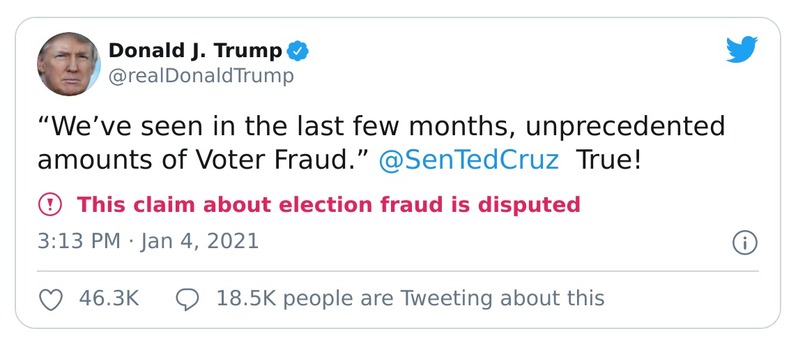 Donald J. Trump
@realDonaldTrump
“We’ve seen in the last few months, unprecedented
amounts of Voter Fraud.” @SenTedCruz  True!
This claim about election fraud is disputed
3:13 PM · Jan 4, 2021
46.3K 18.5K people are Tweeting about this